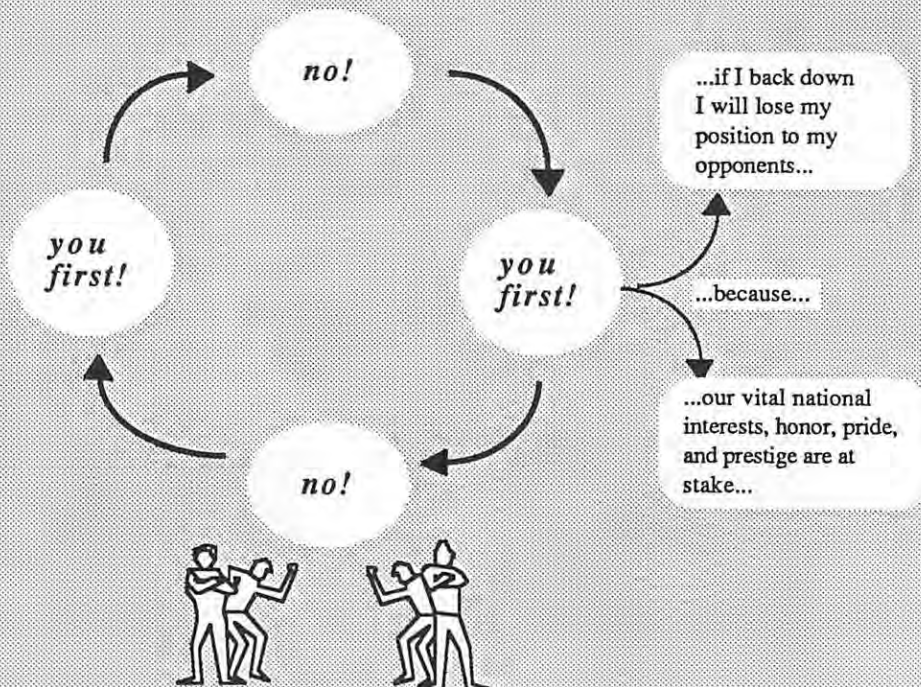 no!
...if I back down
I will lose my
position to my
opponents...
you
first!
you
first!
...because...
...our vital national
interests, honor, pride,
and prestige are at
stake...
no!